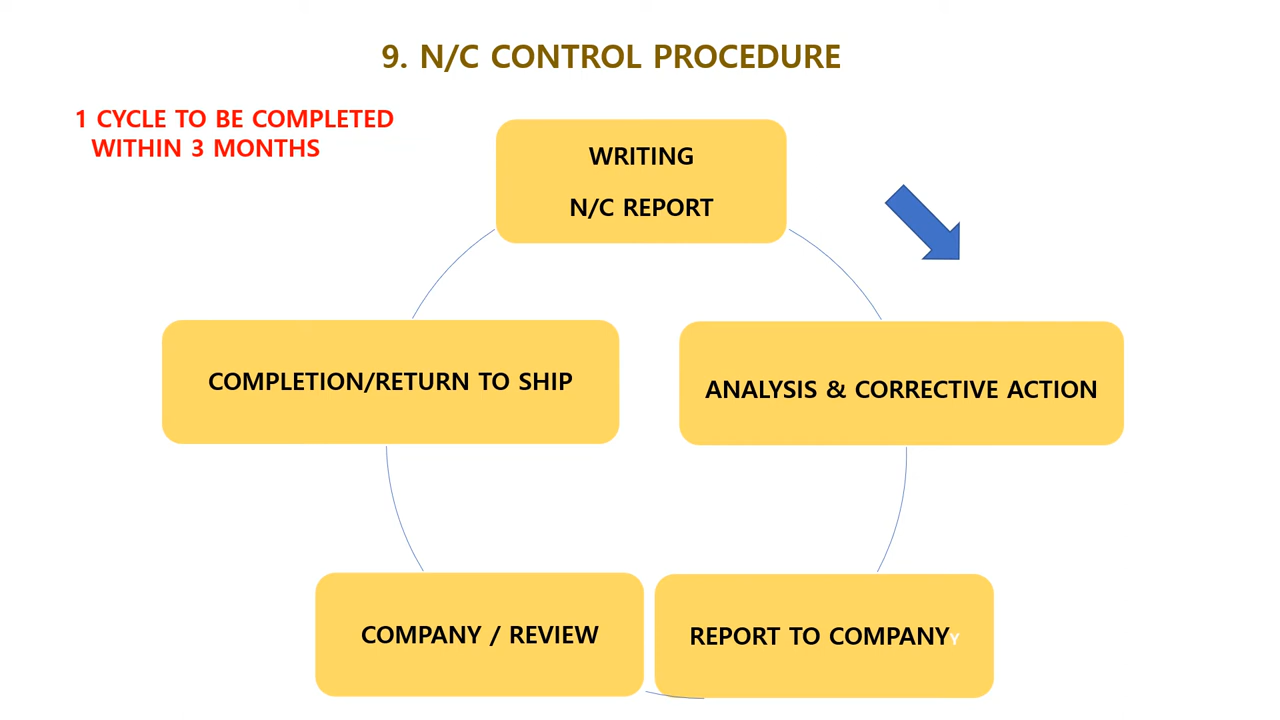 9. N/C CONTROL PROCEDURE
1 CYCLE TO BE COMPLETED
WITHIN 3 MONTHS
WRITING
N/C REPORT
ANALYSIS & CORRECTIVE ACTION
REPORT TO COMPANYY
COMPANY / REVIEW
COMPLETION/RETURN TO SHIP